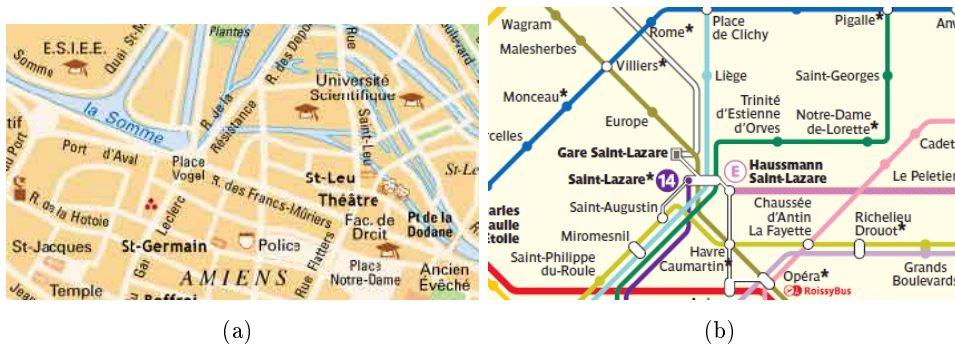 E.S.I.E.E.
Somme
Quai St-M
Plantes
R. des Depo
Rue
Boulevard
la Somme
R. de la
Résistance
Université
Scientifique
Saint-Leu
tif
du Port
Port d'Aval
Place
Vogel
R. des Francs-Mûriers
St-Leu
St-Le
Théâtre
R. de la Hotoie
Fac. de
Droit
Pt de la
Dodane
St-Jacques
St-Germain
Leclerc
Gal
Police
Rue Flatters
AMIENS
Place
Notre-Dame
Ancien
Évêché
Temple
Beffroi
(a)
Wagram
Malesherbes
Rome*
Place
de Clichy
Pigalle*
Anv
Villiers*
Liège
Saint-Georges
Monceau*
Trinité
d'Estienne
d'Orves
Notre-Dame
de-Lorette*
Europe
rcelles
Cadet
Gare Saint-Lazare
Saint-Lazare*
14
E
Haussmann
Saint-Lazare
Le Peletier
Saint-Augustin
arles
aulle
toile
Chaussée
d'Antin
La Fayette
Richelieu
Drouot*
Miromesnil
Saint-Philippe
du-Roule
Havre
Caumartin*
Opéra*
Grands
Boulevards
RoissyBus
(b)